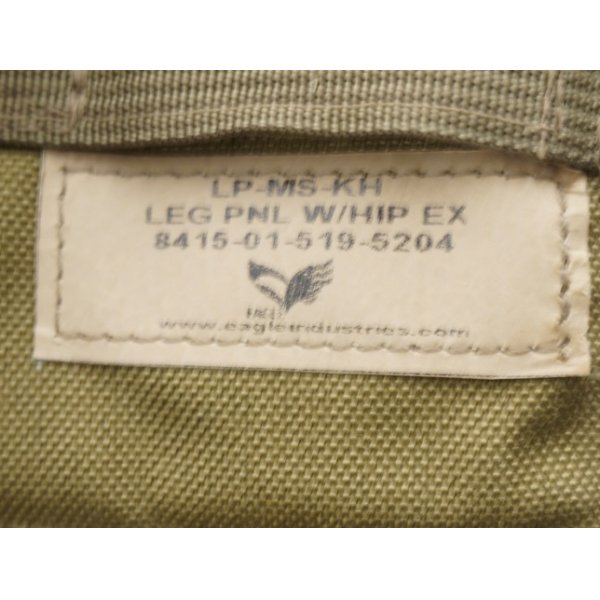 LP-MS-KH
LEG PNL W/HIP EX
8415-01-519-5204
www.eagleindustries.com